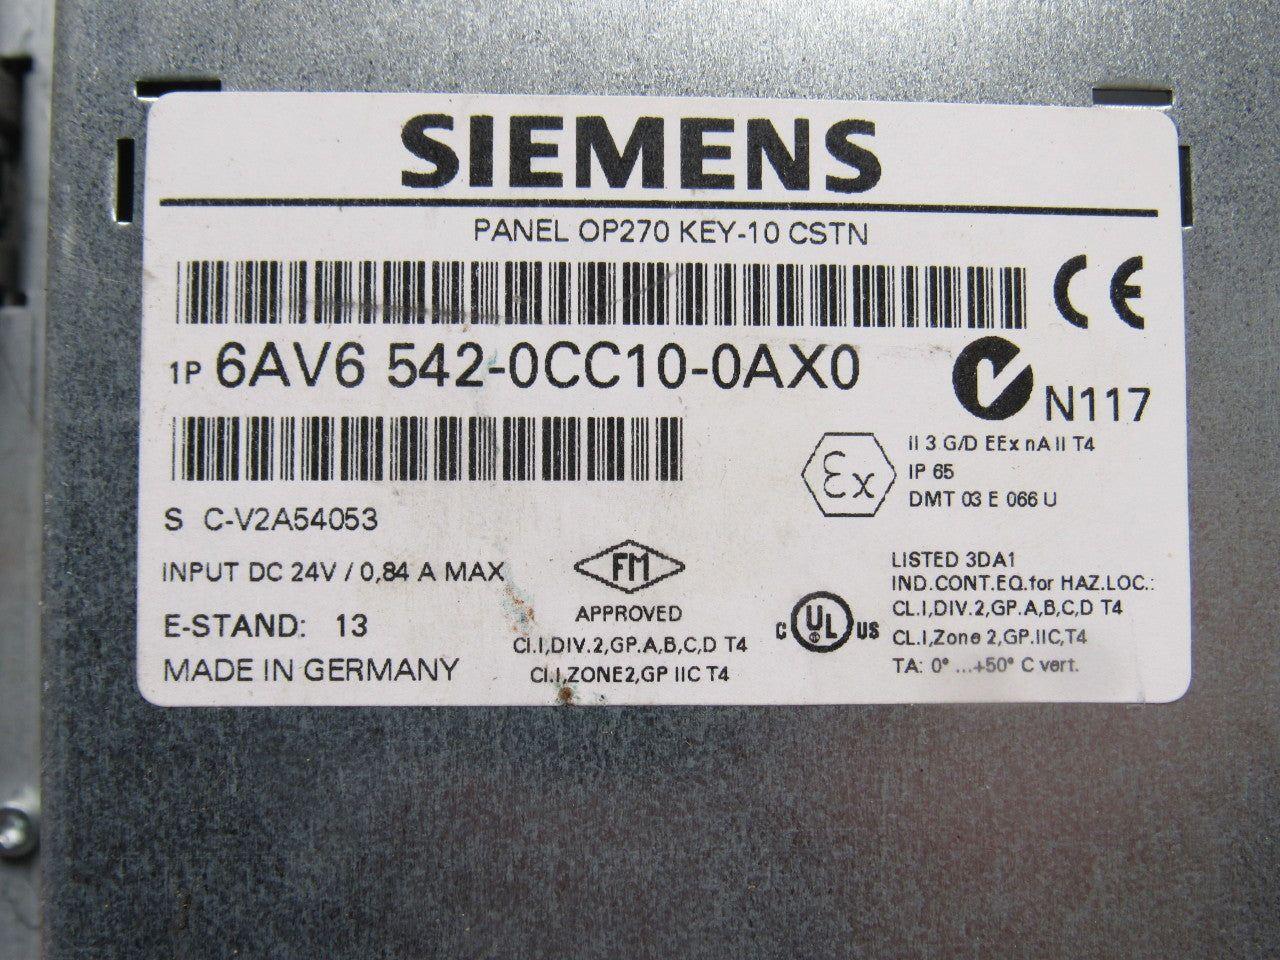 SIEMENS
PANEL OP270 KEY-10 CSTN
CE
1P 6AV6 542-0CC10-0AX0
N117
Ex
II 3 G/D EEx nA II T4
IP 65
DMT 03 E 066 U
S C-V2A54053
INPUT DC 24V / 0,84 A MAX
E-STAND: 13
MADE IN GERMANY
FM
APPROVED
CI.I,DIV.2,GP.A,B,C,D T4
CI.I,ZONE2,GP IIC T4
C UL US
LISTED 3DA1
IND.CONT.EQ.for HAZ.LOC.:
CL.I,DIV.2,GP.A,B,C,D T4
CL.I,Zone 2,GP.IIC,T4
TA: 0° ...+50° C vert.